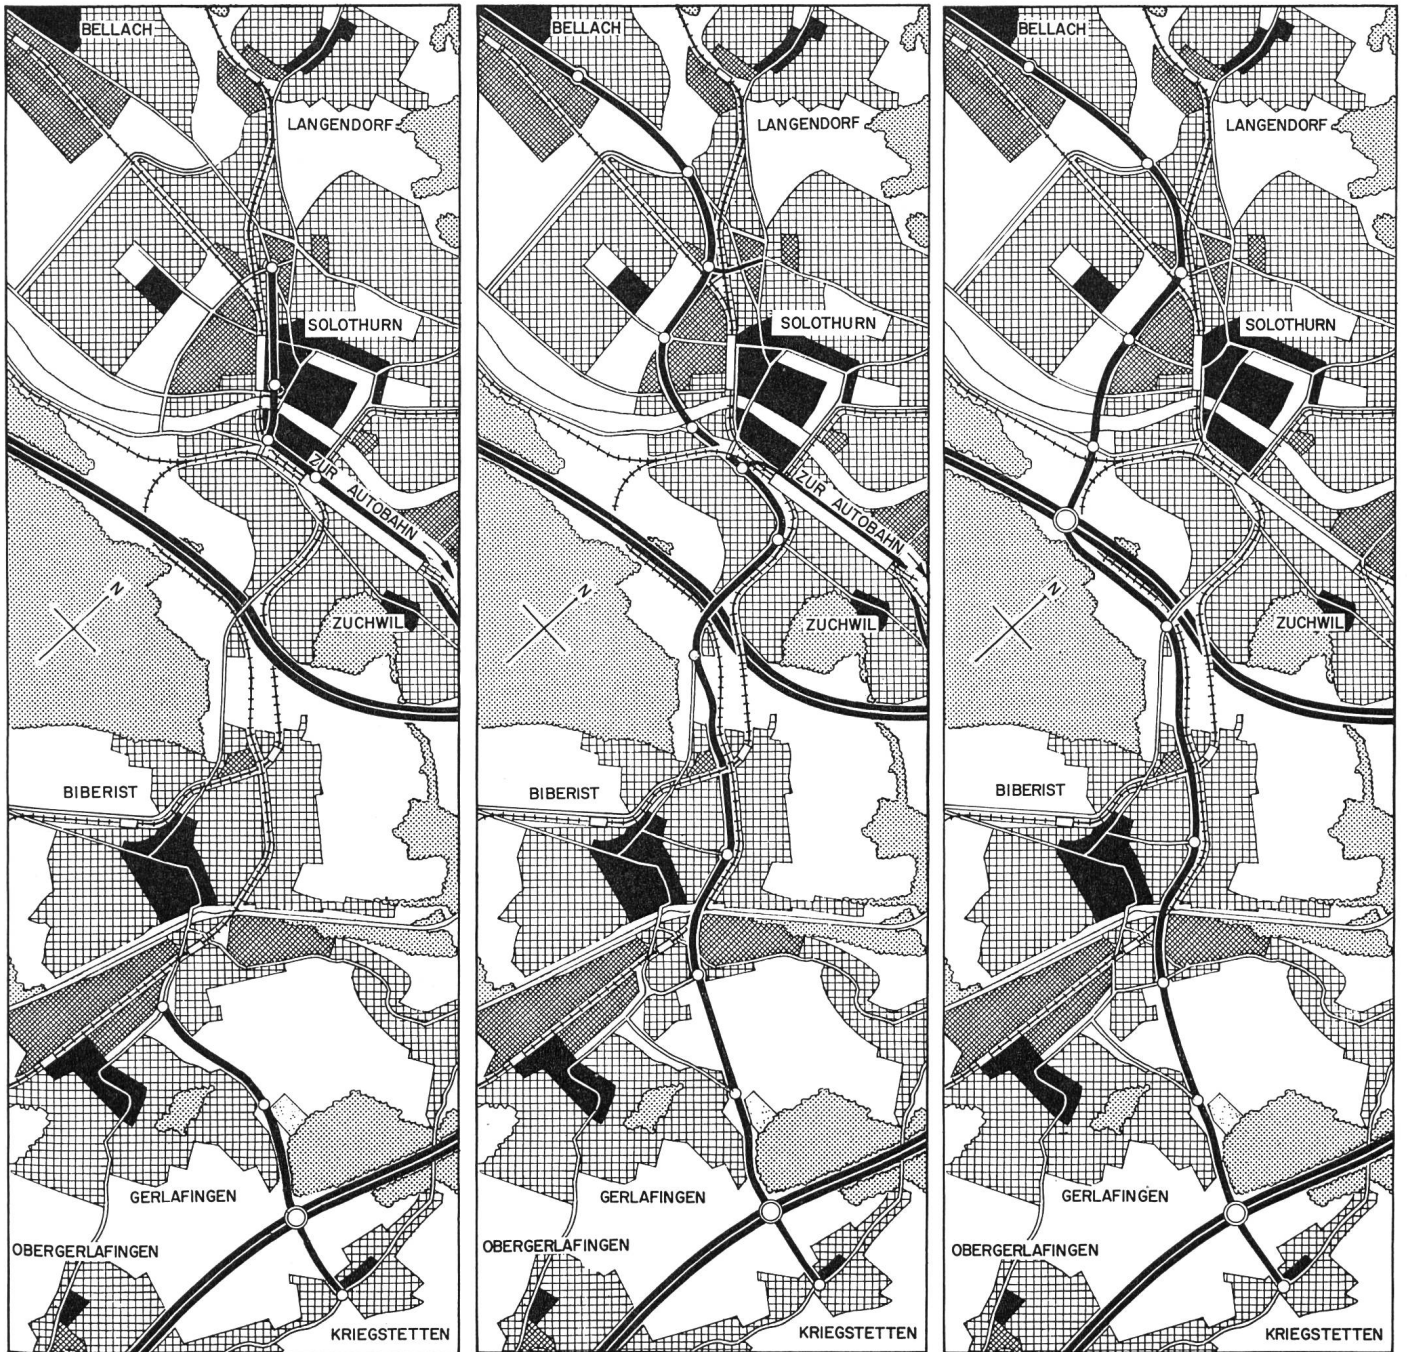 BELLACH
LANGENDORF
SOLOTHURN
ZUR AUTOBAHN
N
ZUCHWIL
BIBERIST
GERLAFINGEN
OBERGERLAFINGEN
KRIEGSTETTEN
BELLACH
LANGENDORF
SOLOTHURN
ZUR AUTOBAHN
N
ZUCHWIL
BIBERIST
GERLAFINGEN
OBERGERLAFINGEN
KRIEGSTETTEN
BELLACH
LANGENDORF
SOLOTHURN
N
ZUCHWIL
BIBERIST
GERLAFINGEN
OBERGERLAFINGEN
KRIEGSTETTEN